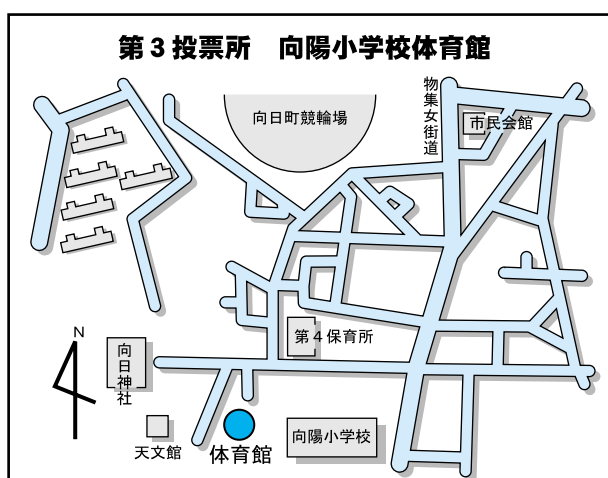 第3投票所　向陽小学校体育館
向日町競輪場
物集女街道
市民会館
第4保育所
N
向日神社
天文館
体育館
向陽小学校